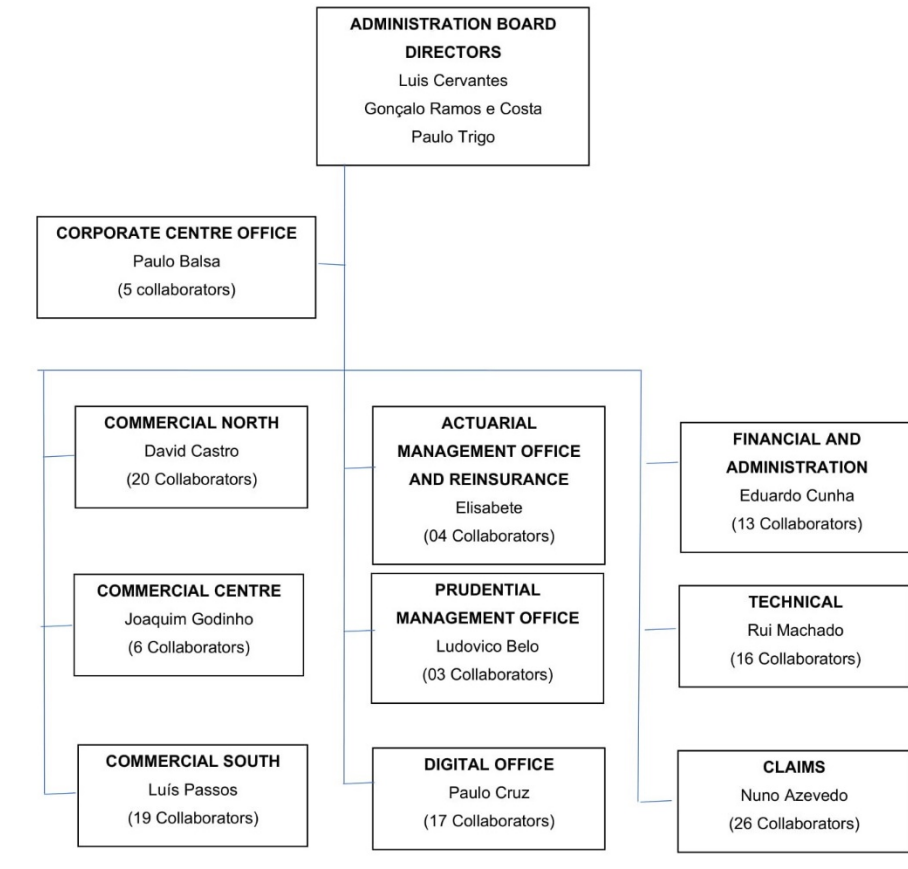 ADMINISTRATION BOARD
DIRECTORS
Luis Cervantes
Gonçalo Ramos e Costa
Paulo Trigo
CORPORATE CENTRE OFFICE
Paulo Balsa
(5 collaborators)
COMMERCIAL NORTH
David Castro
(20 Collaborators)
ACTUARIAL
MANAGEMENT OFFICE
AND REINSURANCE
Elisabete
(04 Collaborators)
FINANCIAL AND
ADMINISTRATION
Eduardo Cunha
(13 Collaborators)
COMMERCIAL CENTRE
Joaquim Godinho
(6 Collaborators)
PRUDENTIAL
MANAGEMENT OFFICE
Ludovico Belo
(03 Collaborators)
TECHNICAL
Rui Machado
(16 Collaborators)
COMMERCIAL SOUTH
Luís Passos
(19 Collaborators)
DIGITAL OFFICE
Paulo Cruz
(17 Collaborators)
CLAIMS
Nuno Azevedo
(26 Collaborators)